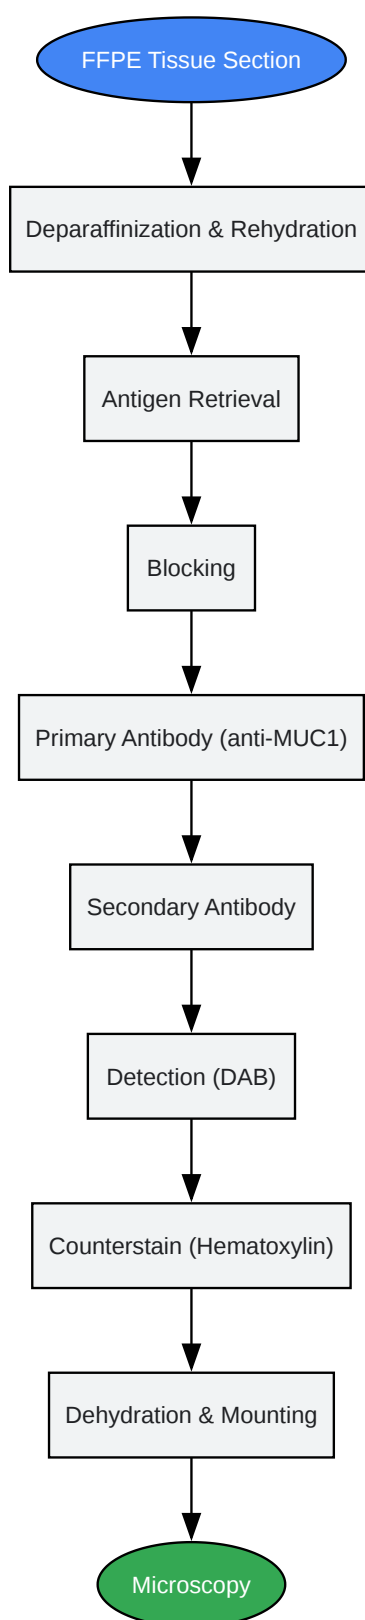 FFPE Tissue Section
Deparaffinization & Rehydration
Antigen Retrieval
Blocking
Primary Antibody (anti-MUC1)
Secondary Antibody
Detection (DAB)
Counterstain (Hematoxylin)
Dehydration & Mounting
Microscopy